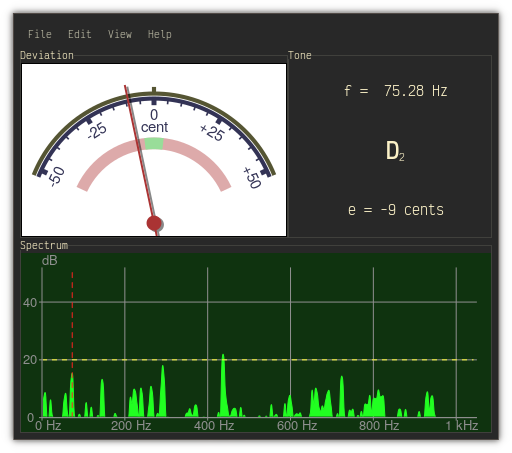 File Edit View Help
Deviation
Tone
-50
-25
0
cent
+25
+50
f = 75.28 Hz
D2
e = -9 cents
Spectrum
dB
40
20
0
0 Hz 200 Hz 400 Hz 600 Hz 800 Hz 1 kHz